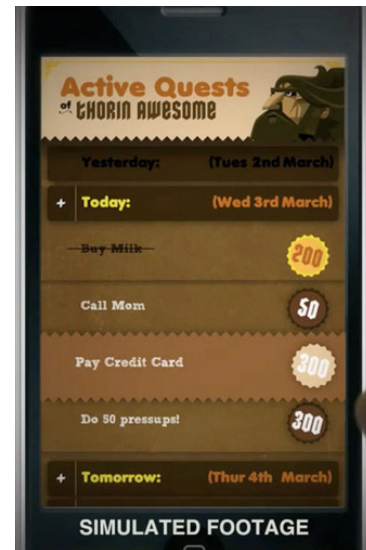 Active Quests
of THORIN AWESOME
Yesterday: (Tues 2nd March)
+ Today: (Wed 3rd March)
Buy Milk 200
Call Mom 50
Pay Credit Card 300
Do 50 pressups! 300
+ Tomorrow: (Thur 4th March)
SIMULATED FOOTAGE